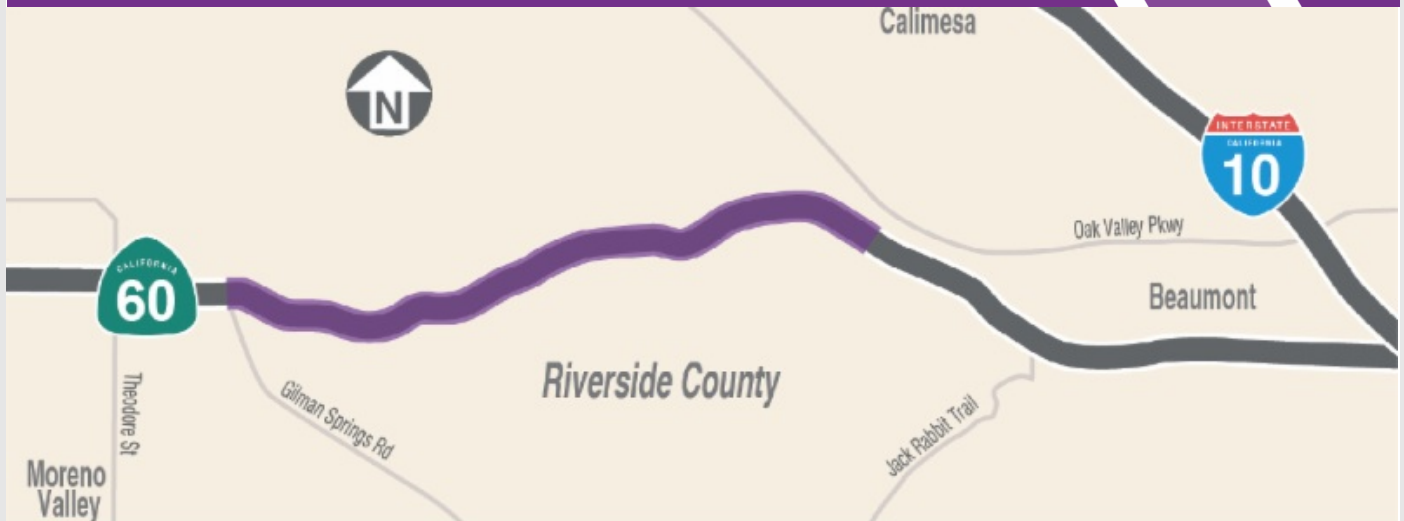 Calimesa
N
INTERSTATE
CALIFORNIA
10
Oak Valley Pkwy
CALIFORNIA
60
Beaumont
Riverside County
Theodore St
Gilman Springs Rd
Jack Rabbit Trail
Moreno
Valley